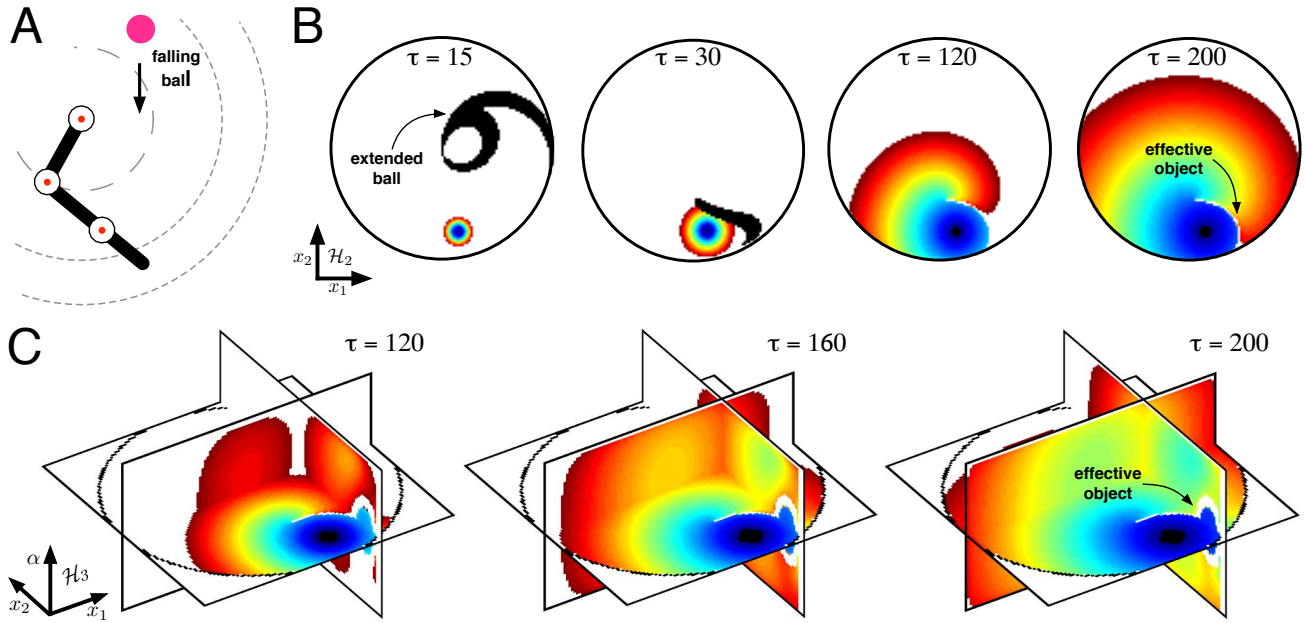 A
falling
ball
B
τ = 15
τ = 30
τ = 120
τ = 200
extended
ball
effective
object
x₂
ℋ₂
x₁
C
τ = 120
τ = 160
τ = 200
effective
object
α
ℋ₃
x₂
x₁